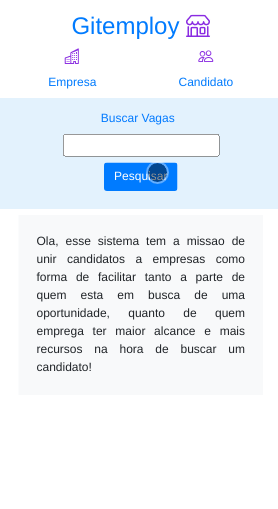 Gitemploy
Empresa
Candidato
Buscar Vagas
Pesquisar
Ola, esse sistema tem a missao de
unir candidatos a empresas como
forma de facilitar tanto a parte de
quem esta em busca de uma
oportunidade, quanto de quem
emprega ter maior alcance e mais
recursos na hora de buscar um
candidato!